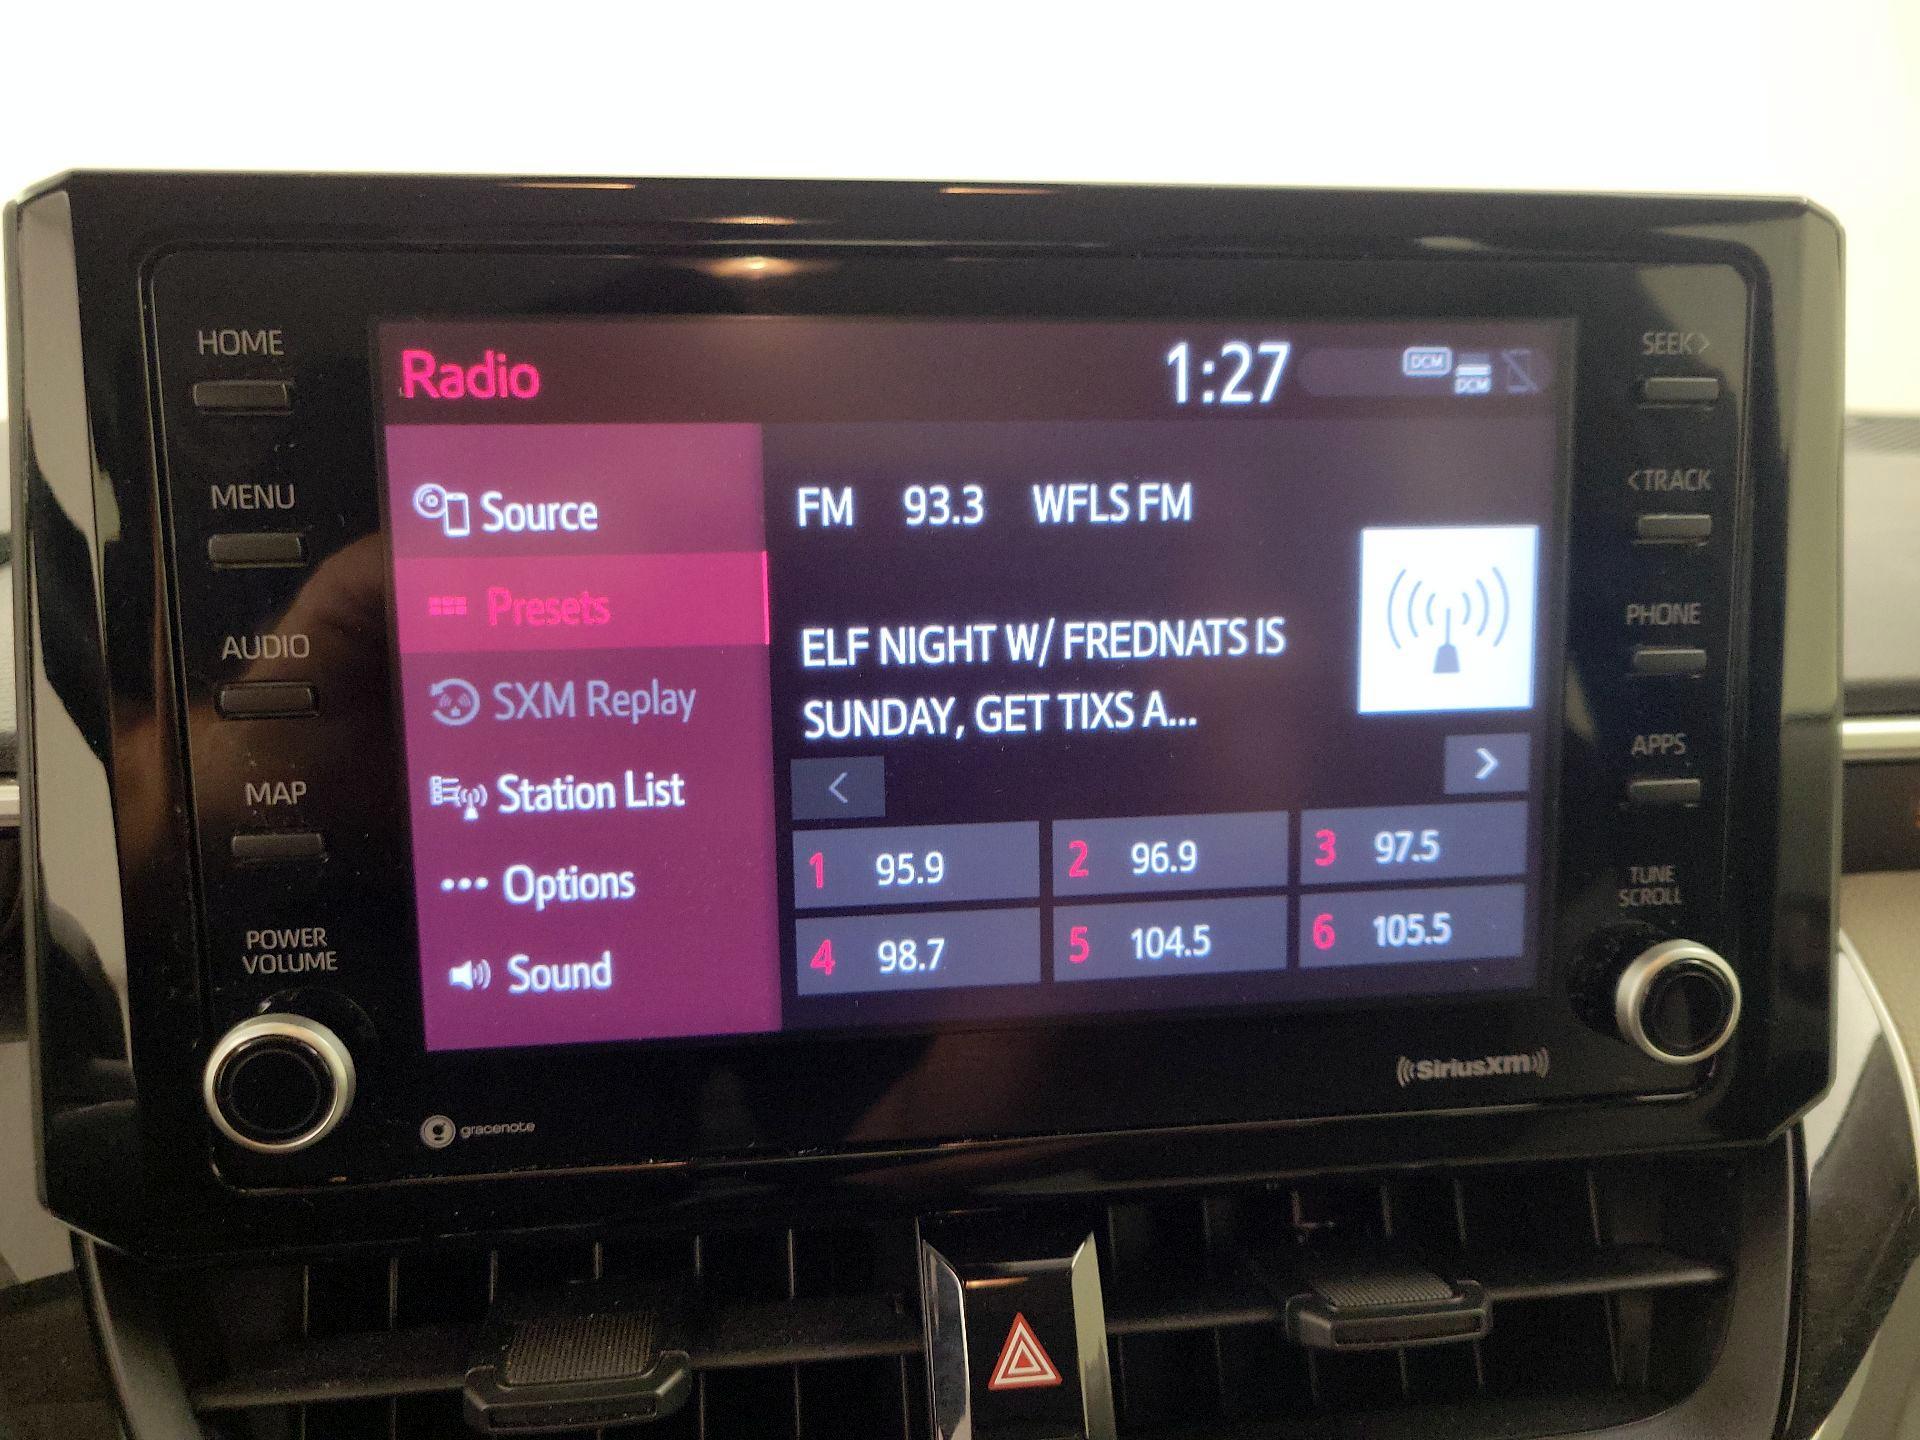 HOME
MENU
AUDIO
MAP
POWER
VOLUME
Radio
1:27
DCM
DCM
Source
Presets
SXM Replay
Station List
Options
Sound
FM 93.3 WFLS FM
ELF NIGHT W/ FREDNATS IS
SUNDAY, GET TIXS A...
<
>
1 95.9
2 96.9
3 97.5
4 98.7
5 104.5
6 105.5
SEEK>
<TRACK
PHONE
APPS
TUNE
SCROLL
gracenote
SiriusXM